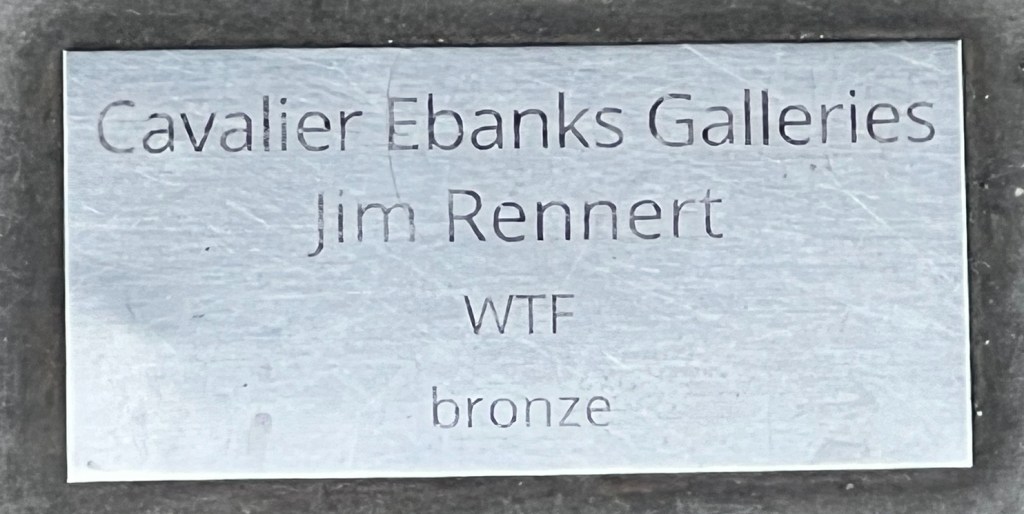 Cavalier Ebanks Galleries
Jim Rennert
WTF
bronze